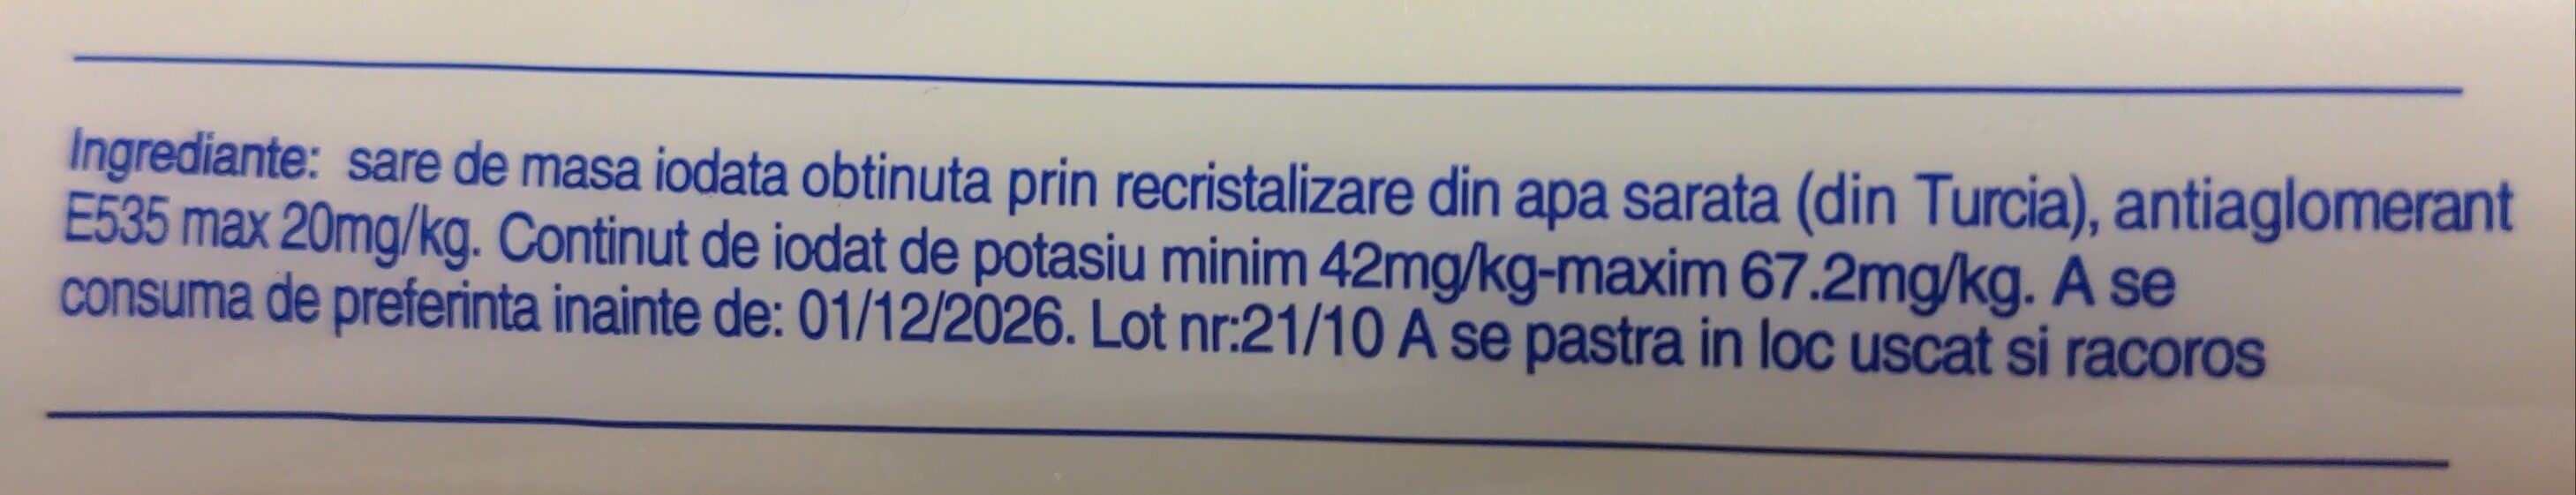 Ingrediante: sare de masa iodata obtinuta prin recristalizare din apa sarata (din Turcia), antiaglomerant
E535 max 20mg/kg. Continut de iodat de potasiu minim 42mg/kg-maxim 67.2mg/kg. A se
consuma de preferinta inainte de: 01/12/2026. Lot nr:21/10 A se pastra in loc uscat si racoros